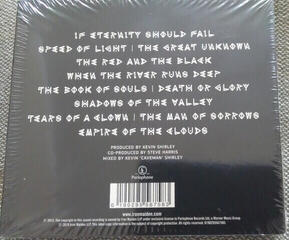 IF ETERNITY SHOULD FAIL
SPEED OF LIGHT | THE GREAT UNKNOWN
THE RED AND THE BLACK
WHEN THE RIVER RUNS DEEP
THE BOOK OF SOULS | DEATH OR GLORY
SHADOWS OF THE VALLEY
TEARS OF A CLOWN | THE MAN OF SORROWS
EMPIRE OF THE CLOUDS
PRODUCED BY KEVIN SHIRLEY
CO-PRODUCED BY STEVE HARRIS
MIXED BY KEVIN 'CAVEMAN' SHIRLEY
Parlophone
www.ironmaiden.com